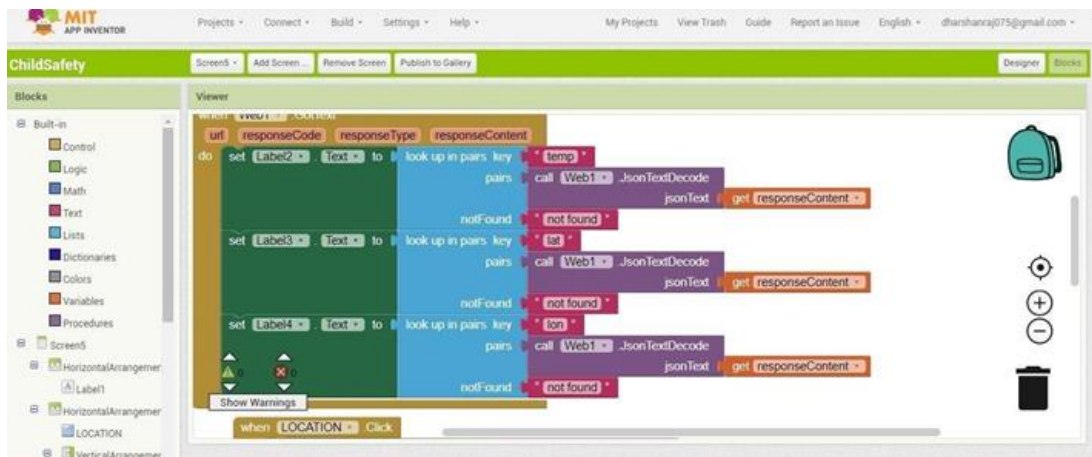 MIT
APP INVENTOR
Projects Connect Build Settings Help My Projects View Trash Guide Report an Issue English dharshanraj075@gmail.com
ChildSafety
Screen5 Add Screen ... Remove Screen Publish to Gallery Designer Blocks
Blocks
Viewer
Built-in
Control
Logic
Math
Text
Lists
Dictionaries
Colors
Variables
Procedures
Screen5
HorizontalArrangemer
Label1
HorizontalArrangemer
LOCATION
VerticalArrangemer
when Web1 .GotText
url responseCode responseType responseContent
do set Label2 . Text to look up in pairs key " temp "
pairs call Web1 .JsonTextDecode
jsonText get responseContent
notFound " not found "
set Label3 . Text to look up in pairs key " lat "
pairs call Web1 .JsonTextDecode
jsonText get responseContent
notFound " not found "
set Label4 . Text to look up in pairs key " lon "
pairs call Web1 .JsonTextDecode
jsonText get responseContent
0 0
notFound " not found "
Show Warnings
when LOCATION .Click